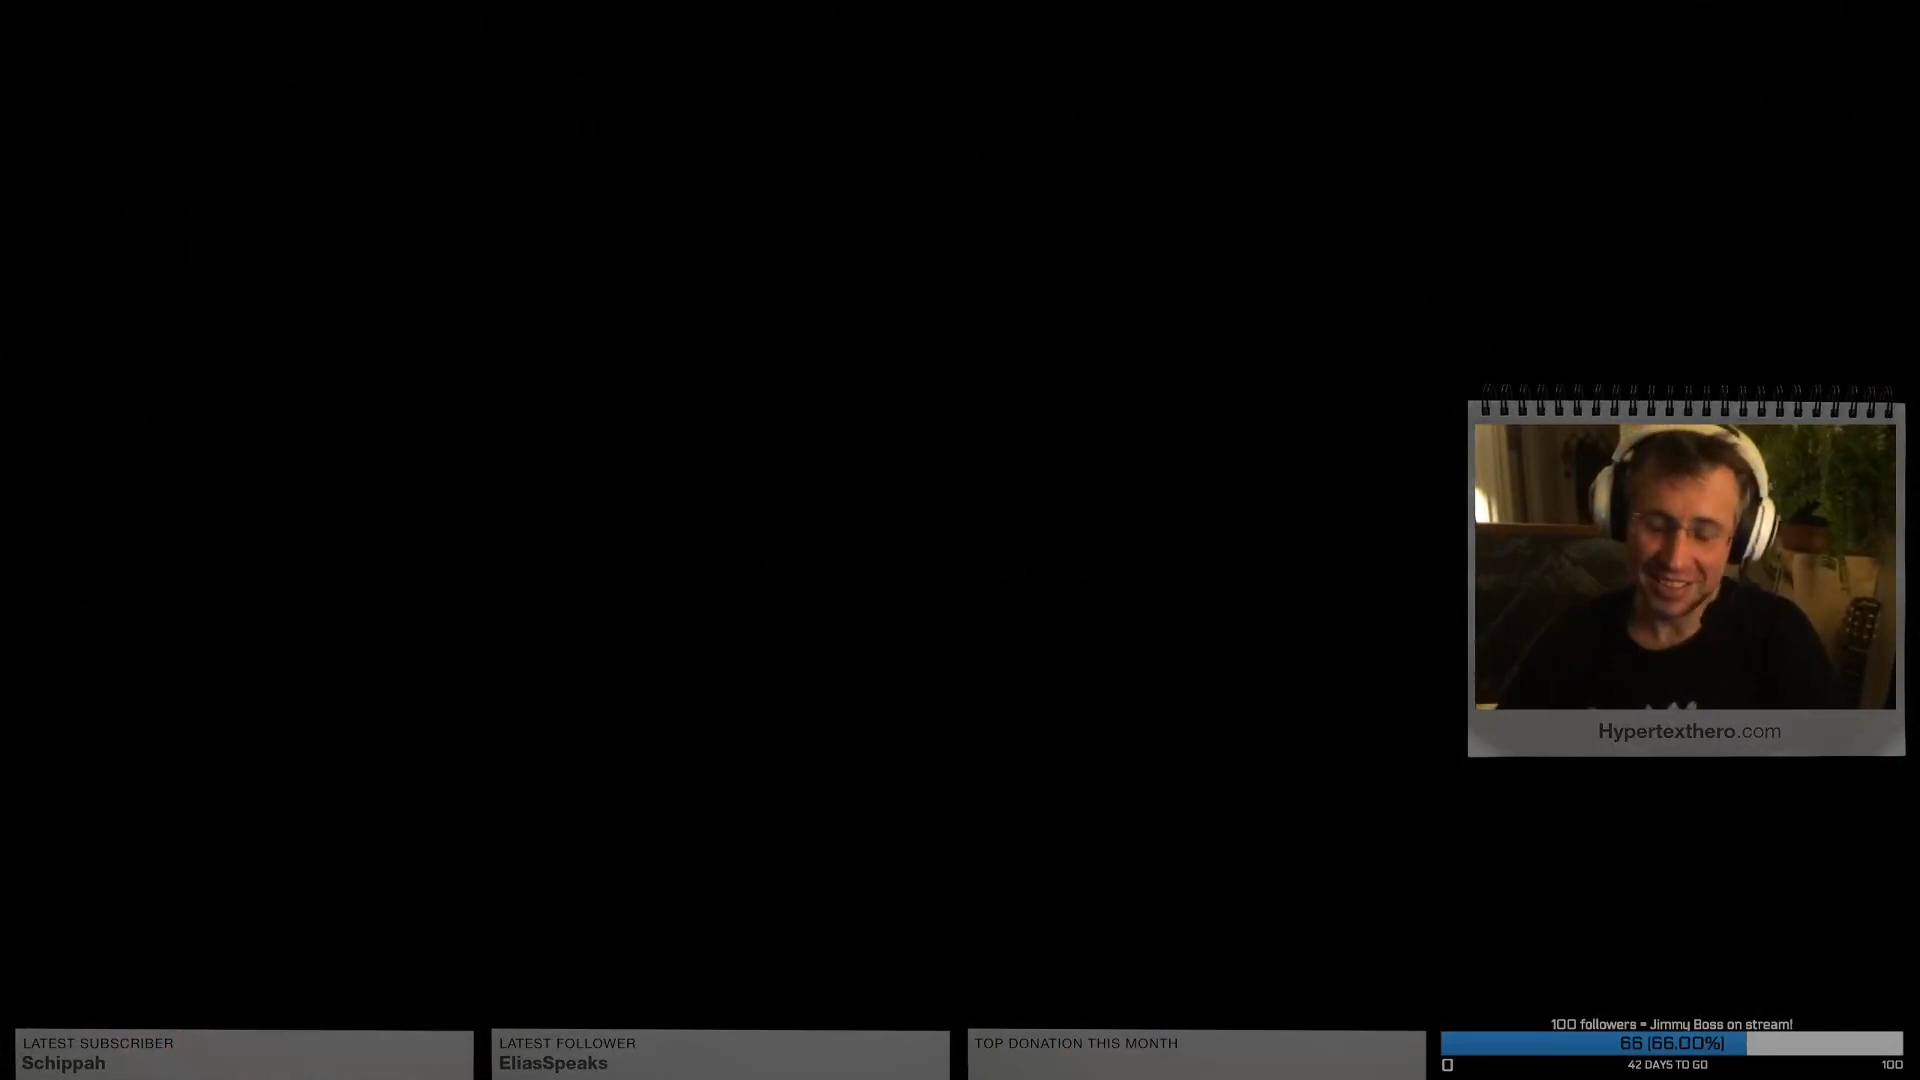 Hypertexthero.com
LATEST SUBSCRIBER
Schippah
LATEST FOLLOWER
EliasSpeaks
TOP DONATION THIS MONTH
100 followers = Jimmy Boss on stream!
66 (66.00%)
0 42 DAYS TO GO 100